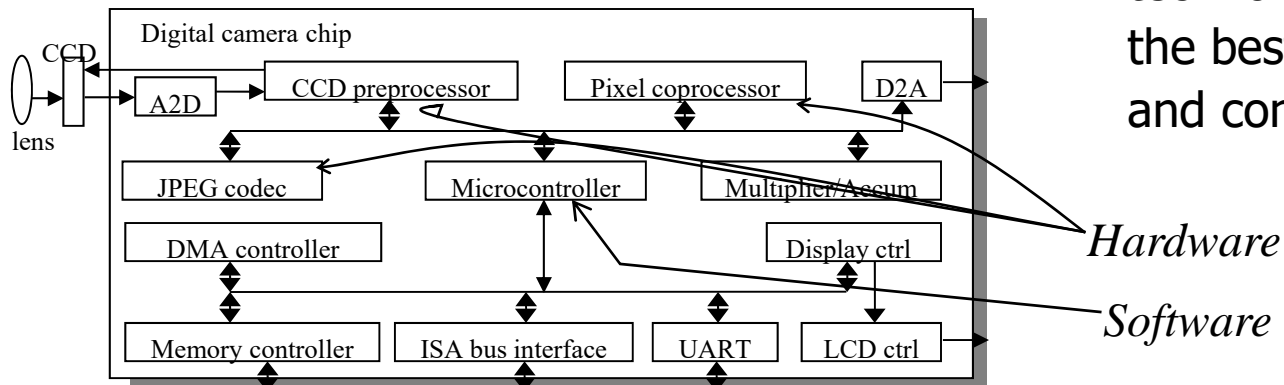 the bes
and cor
Digital camera chip
CCD
CCD preprocessor
Pixel coprocessor
D2A
A2D
lens
JPEG codec
Microcontroller
Multiplier/Accum
DMA controller
Display ctrl
Hardware
Software
Memory controller
ISA bus interface
UART
LCD ctrl